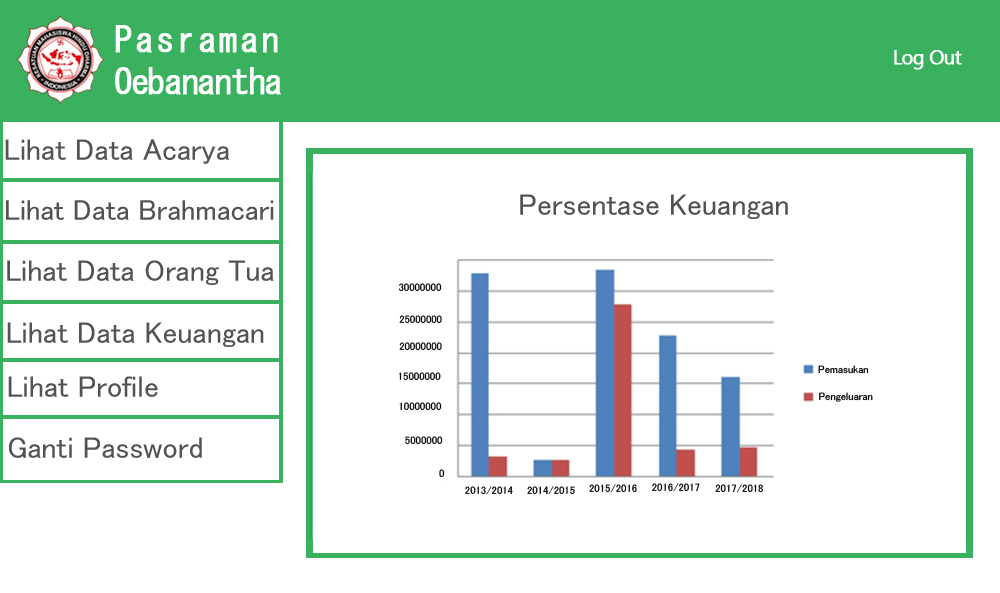 KESATUAN MAHASISWA HINDU DHARMA
INDONESIA
Pasraman
Oebanantha
Log Out
Lihat Data Acarya
Lihat Data Brahmacari
Lihat Data Orang Tua
Lihat Data Keuangan
Lihat Profile
Ganti Password
Persentase Keuangan
30000000
25000000
20000000
15000000
10000000
5000000
0
2013/2014 2014/2015 2015/2016 2016/2017 2017/2018
Pemasukan
Pengeluaran